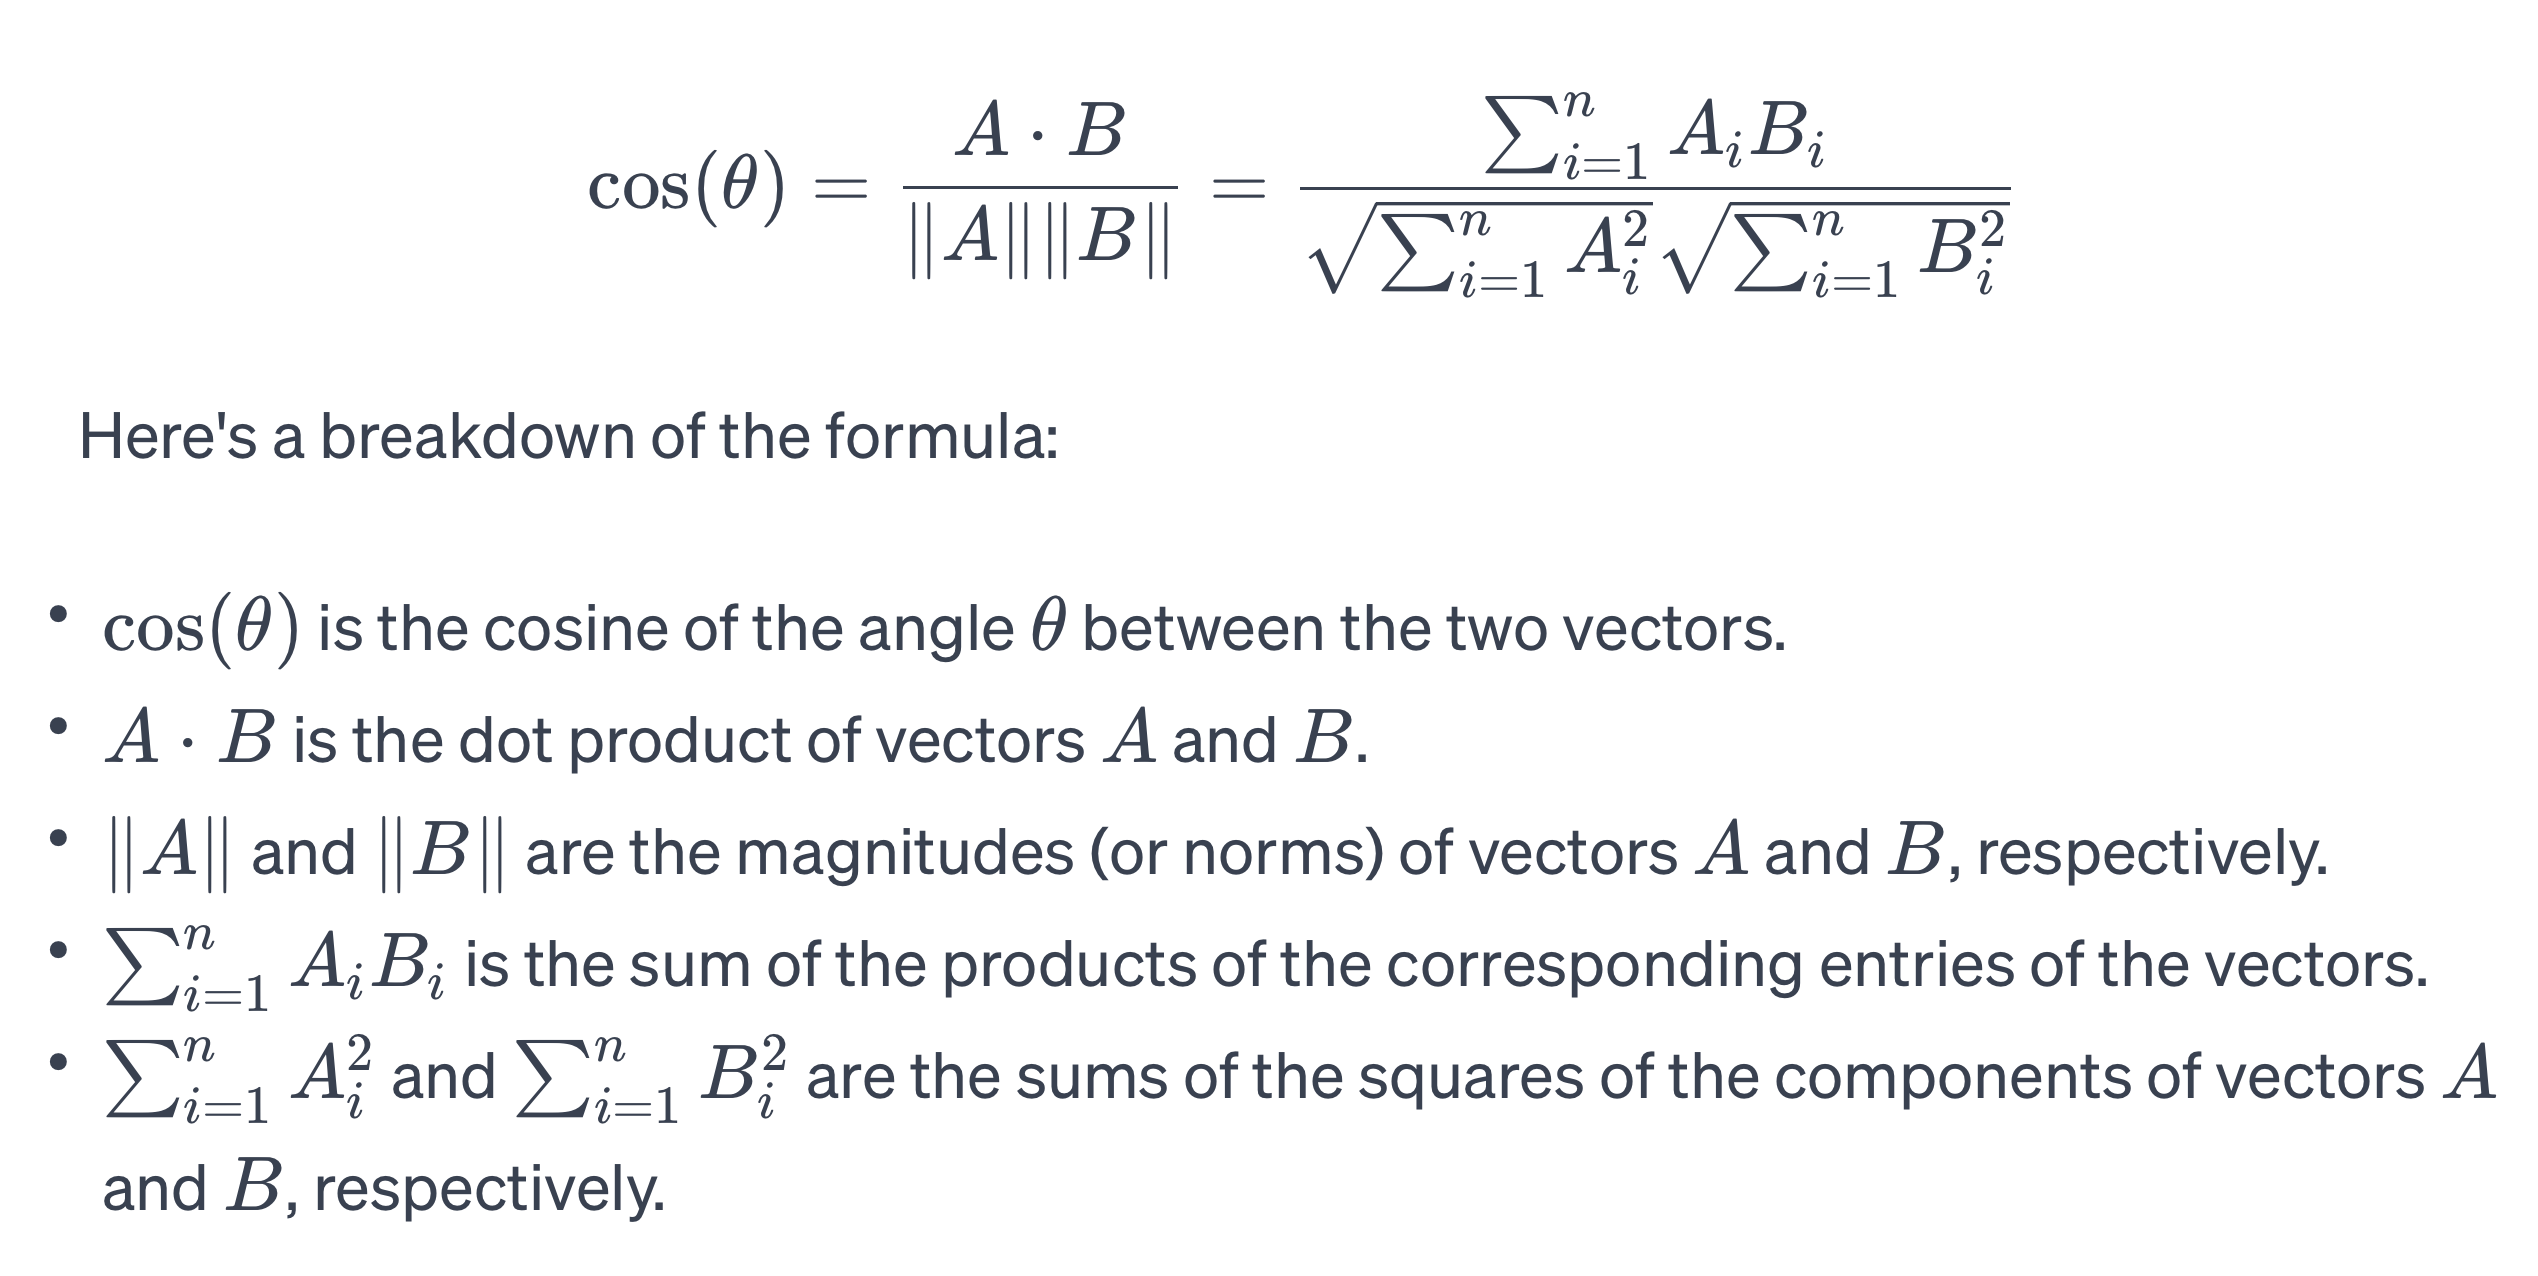 cos(θ) = A · B / ‖A‖‖B‖ = ∑ⁿᵢ₌₁ AᵢBᵢ / √∑ⁿᵢ₌₁ Aᵢ² √∑ⁿᵢ₌₁ Bᵢ²
Here's a breakdown of the formula:
• cos(θ) is the cosine of the angle θ between the two vectors.
• A · B is the dot product of vectors A and B.
• ‖A‖ and ‖B‖ are the magnitudes (or norms) of vectors A and B, respectively.
• ∑ⁿᵢ₌₁ AᵢBᵢ is the sum of the products of the corresponding entries of the vectors.
• ∑ⁿᵢ₌₁ Aᵢ² and ∑ⁿᵢ₌₁ Bᵢ² are the sums of the squares of the components of vectors A
and B, respectively.